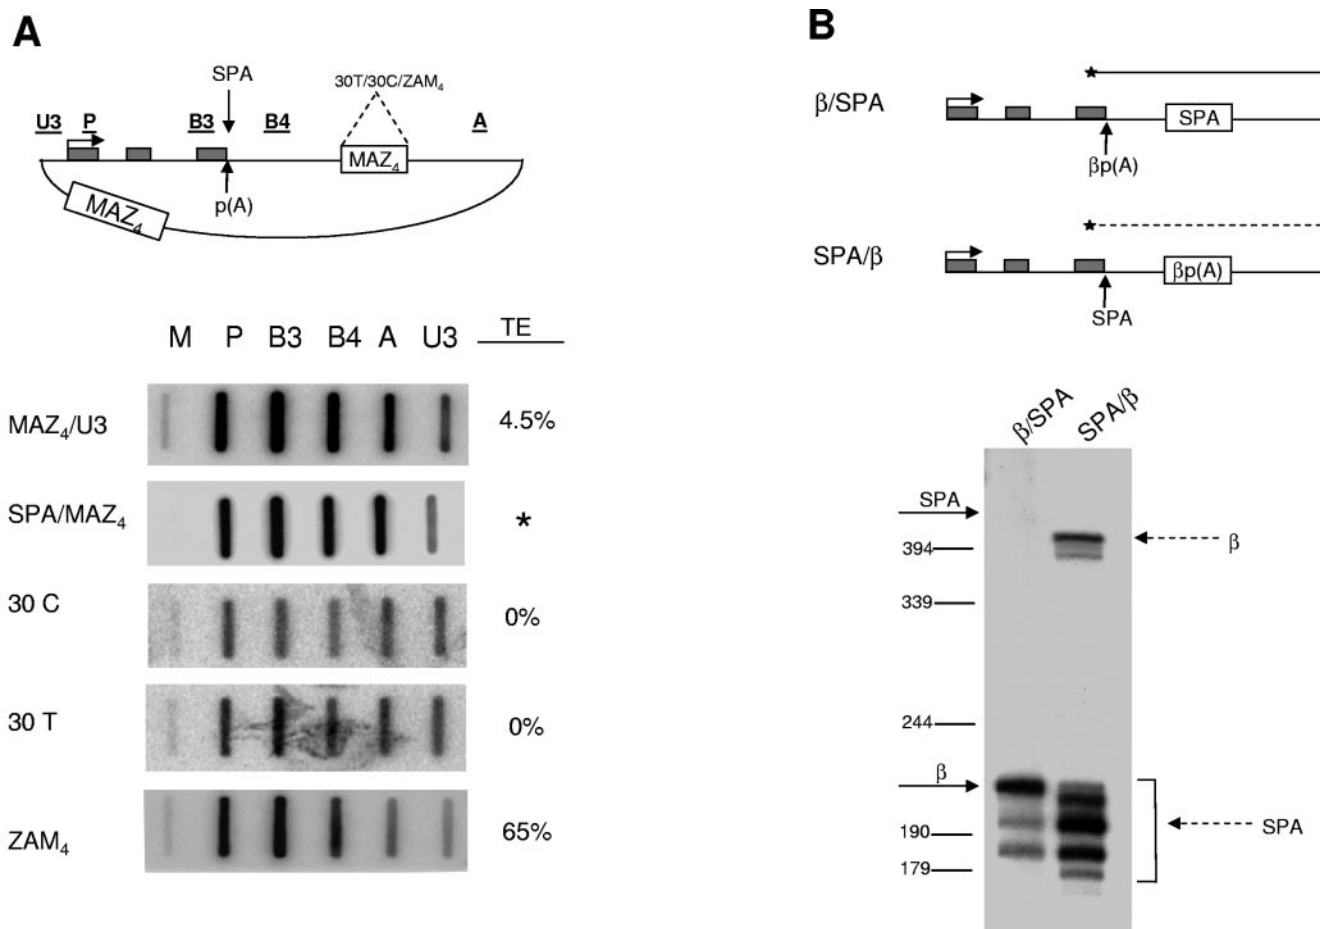 A
SPA
30T/30C/ZAM₄
U3 P B3 B4 A
MAZ₄
p(A)
MAZ₄
M P B3 B4 A U3 TE
MAZ₄/U3 4.5%
SPA/MAZ₄ *
30 C 0%
30 T 0%
ZAM₄ 65%
B
β/SPA
SPA
βp(A)
SPA/β
βp(A)
SPA
β/SPA SPA/β
SPA
394
β
339
244
β
190
SPA
179